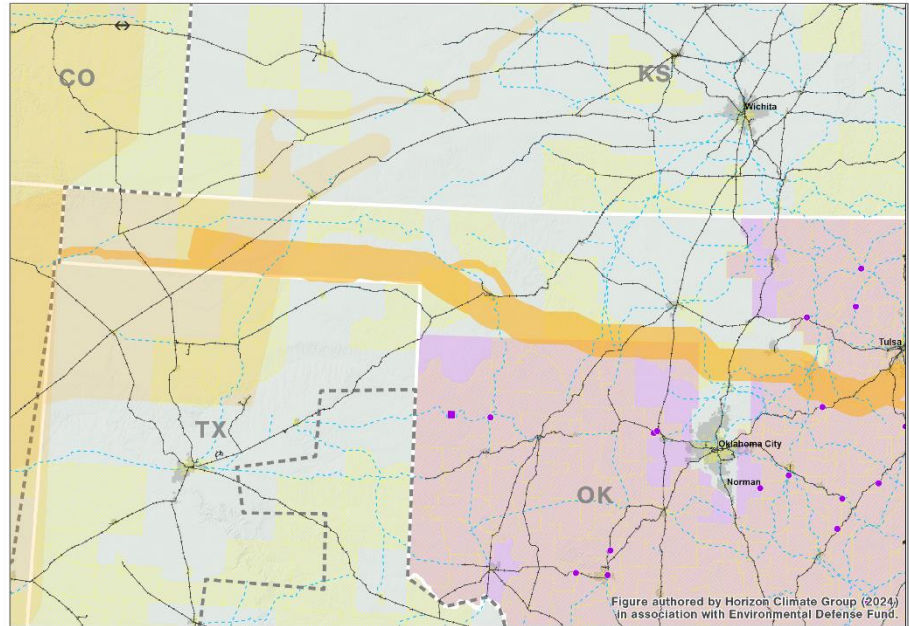 CO
KS
Wichita
Tulsa
TX
Oklahoma City
Norman
OK
Figure authored by Horizon Climate Group (2024)
in association with Environmental Defense Fund.